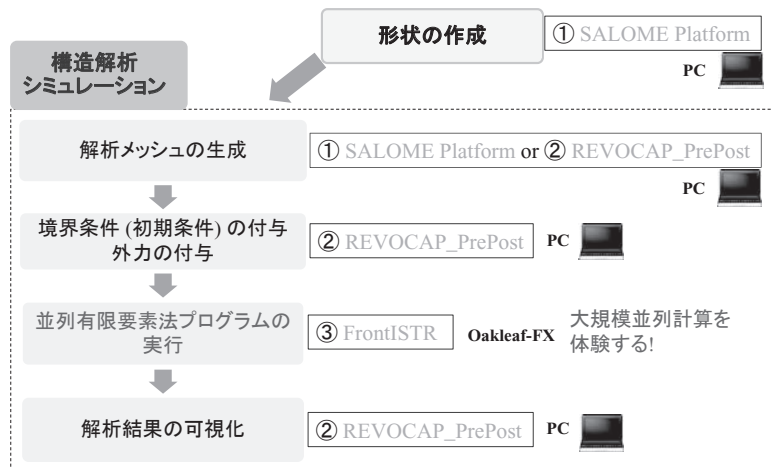 形状の作成
① SALOME Platform
PC
構造解析
シミュレーション
解析メッシュの生成
① SALOME Platform or ② REVOCAP_PrePost
PC
境界条件 (初期条件) の付与
外力の付与
② REVOCAP_PrePost
PC
並列有限要素法プログラムの
実行
③ FrontISTR
Oakleaf-FX
大規模並列計算を
体験する!
解析結果の可視化
② REVOCAP_PrePost
PC